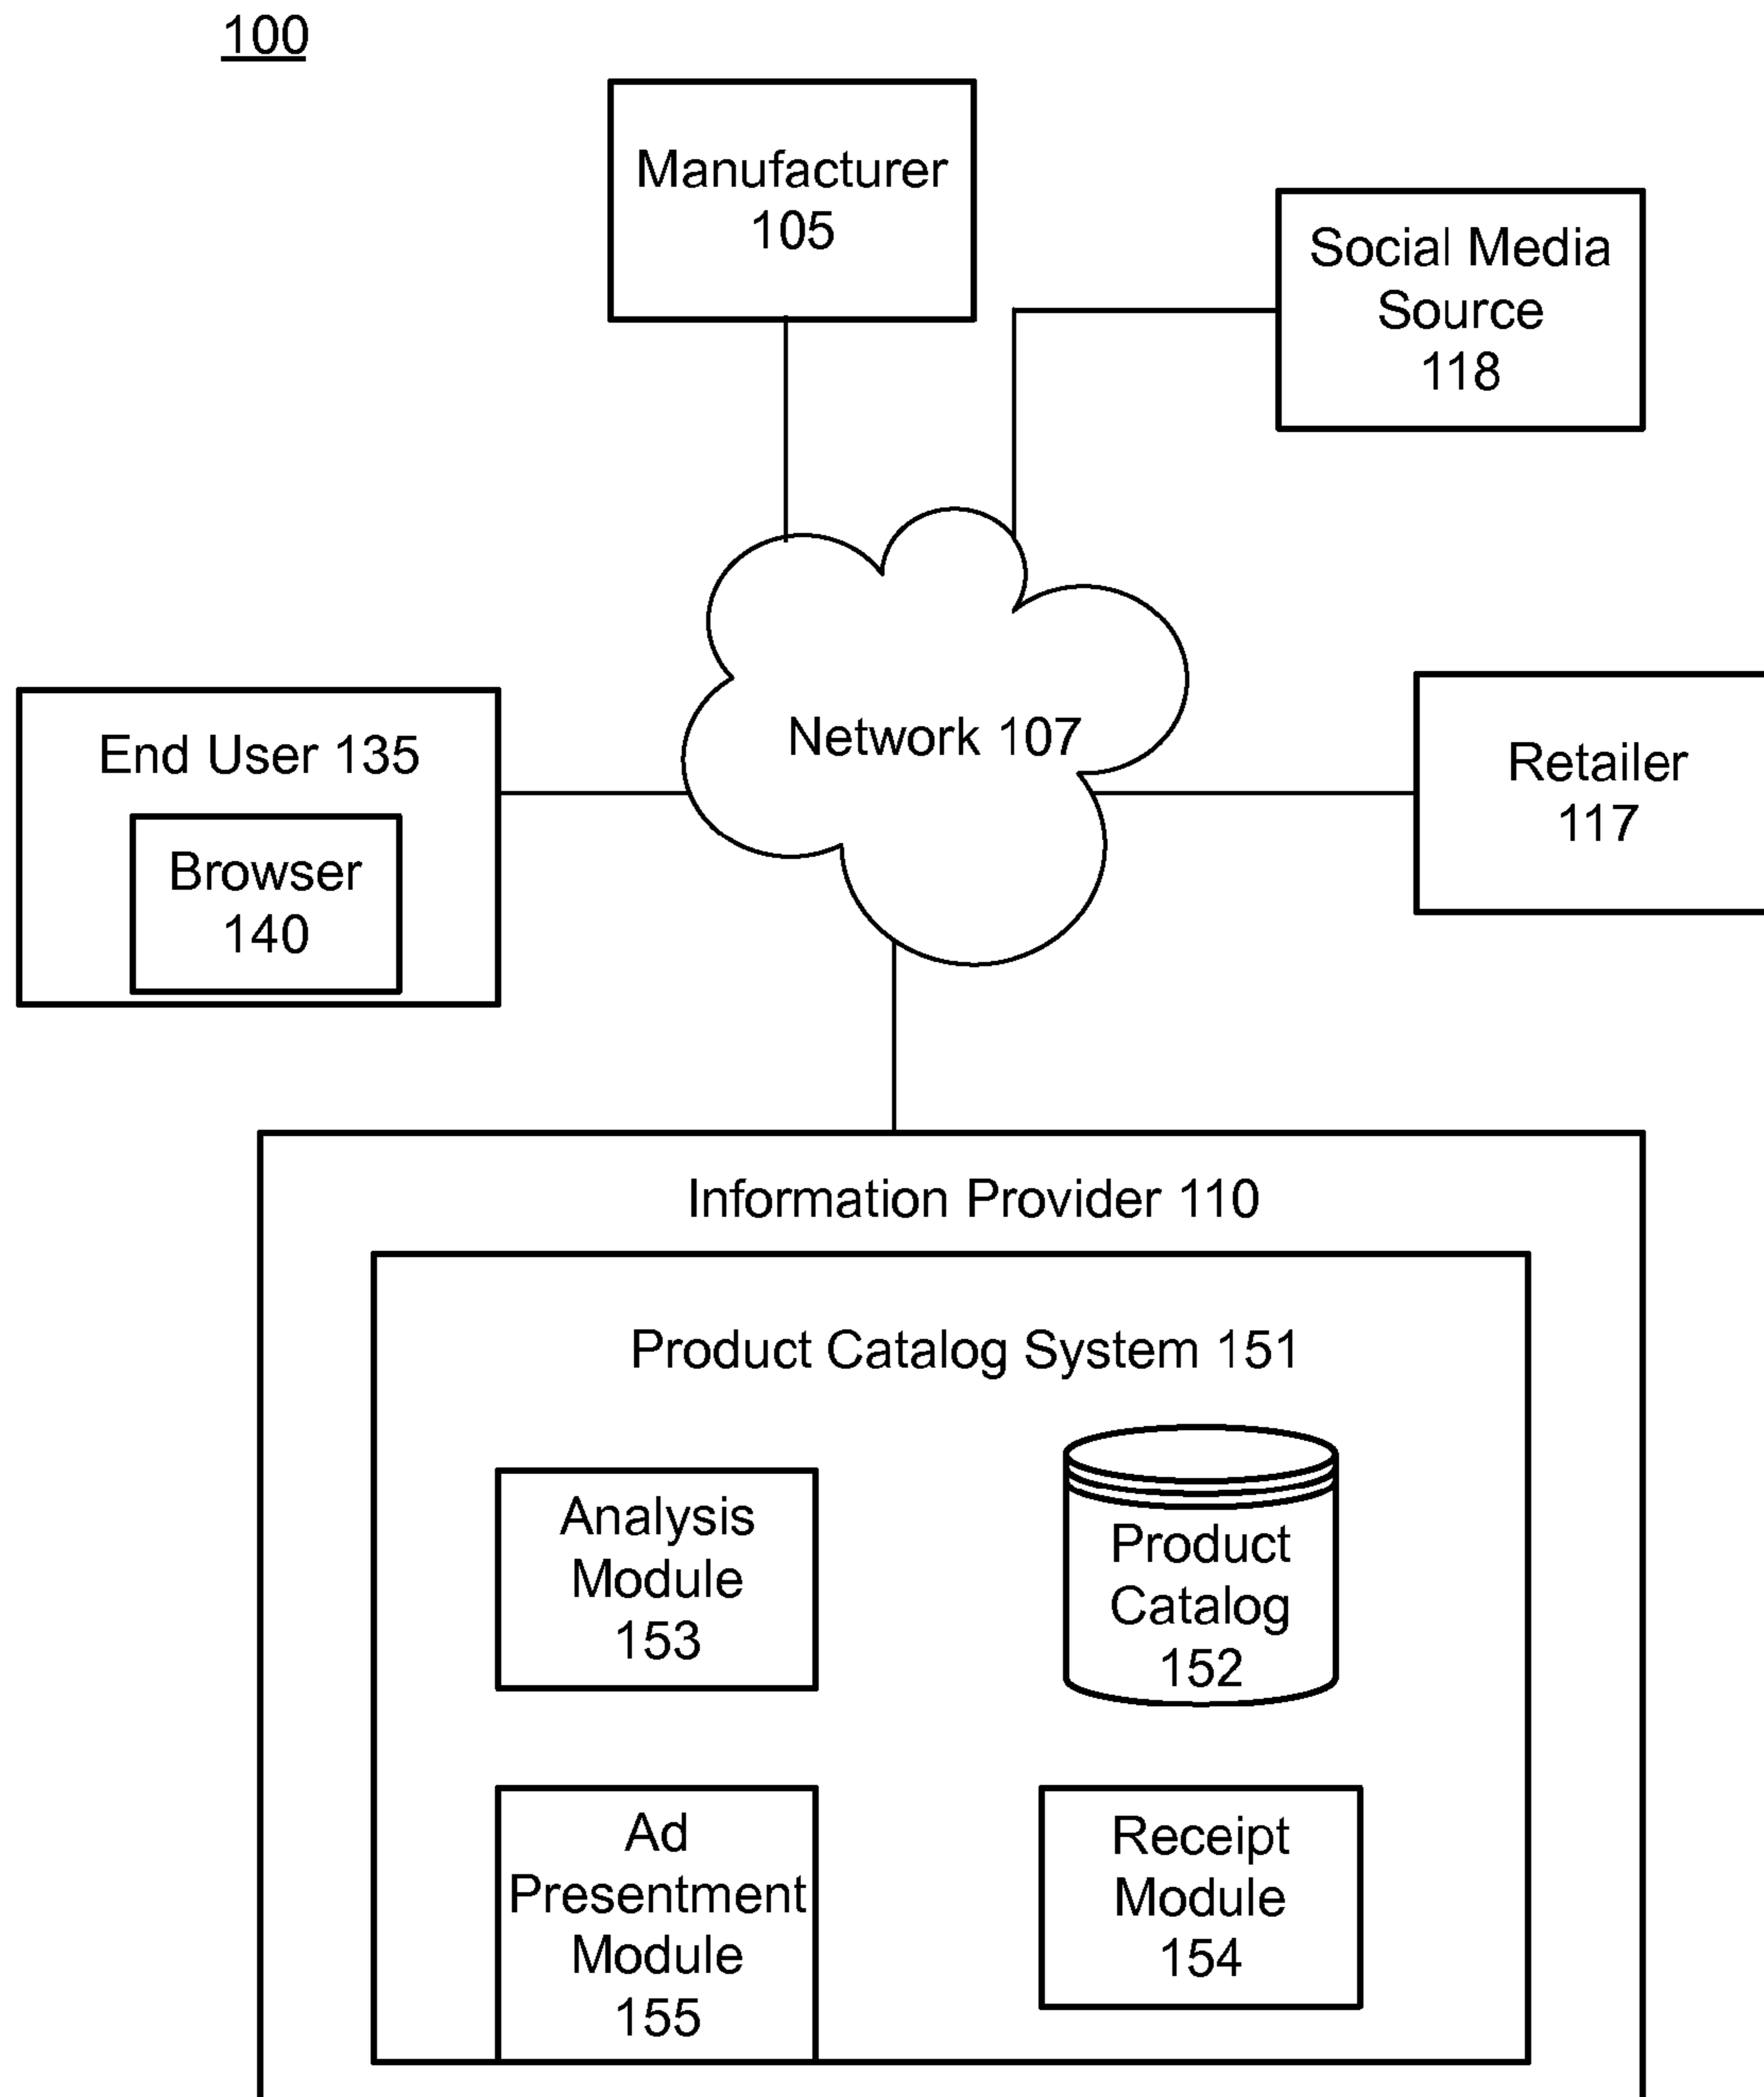 100
Manufacturer
105
Social Media
Source
118
Network 107
End User 135
Browser
140
Retailer
117
Information Provider 110
Product Catalog System 151
Analysis
Module
153
Product
Catalog
152
Ad
Presentment
Module
155
Receipt
Module
154